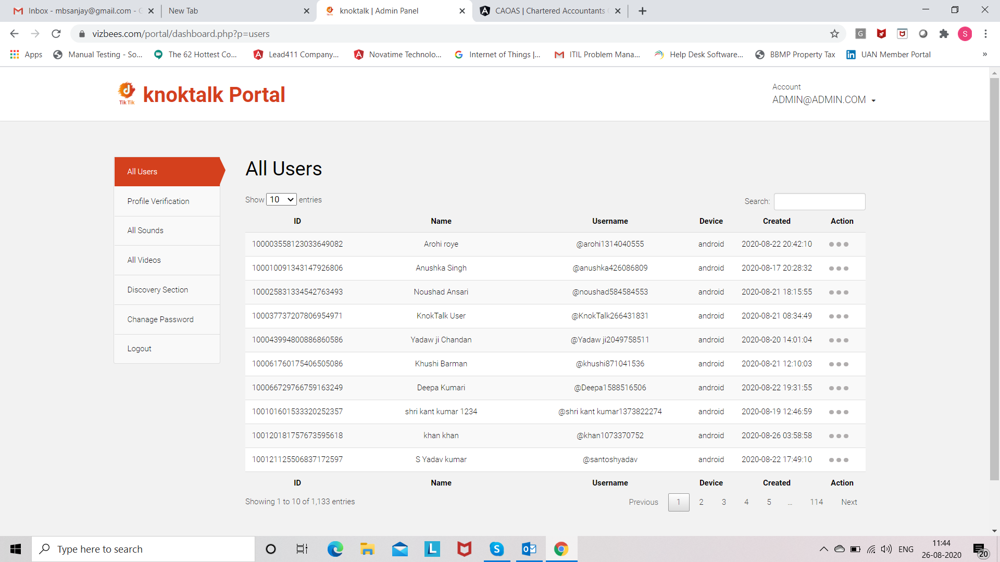 Inbox - mbsanjay@gmail.com - G
New Tab
knoktalk | Admin Panel
CAOAS | Chartered Accountants
vizbees.com/portal/dashboard.php?p=users
G
S
Apps
Manual Testing - So...
The 62 Hottest Co...
Lead411 Company,...
Novatime Technolo...
Internet of Things |...
ITIL Problem Mana...
Help Desk Software...
BBMP Property Tax
UAN Member Portal
»
Tik Tik
knoktalk Portal
Account
ADMIN@ADMIN.COM
All Users
Profile Verification
All Sounds
All Videos
Discovery Section
Chanage Password
Logout
All Users
Show 10 entries
Search:
ID Name Username Device Created Action
100003558123033649082 Arohi roye @arohi1314040555 android 2020-08-22 20:42:10
100010091343147926806 Anushka Singh @anushka426086809 android 2020-08-17 20:28:32
100025831334542763493 Noushad Ansari @noushad584584553 android 2020-08-21 18:15:55
100037737207806954971 KnokTalk User @KnokTalk266431831 android 2020-08-21 08:34:49
100043994800886860586 Yadaw ji Chandan @Yadaw ji2049758511 android 2020-08-20 14:01:04
100061760175406505086 Khushi Barman @khushi871041536 android 2020-08-21 12:10:03
100066729766759163249 Deepa Kumari @Deepa1588516506 android 2020-08-22 19:31:55
100101601533320252357 shri kant kumar 1234 @shri kant kumar1373822274 android 2020-08-19 12:46:59
100120181757673595618 khan khan @khan1073370752 android 2020-08-26 03:58:58
100121125506837172597 S Yadav kumar @santoshyadav android 2020-08-22 17:49:10
ID Name Username Device Created Action
Showing 1 to 10 of 1,133 entries
Previous 1 2 3 4 5 … 114 Next
Type here to search
ENG
11:44
26-08-2020
20